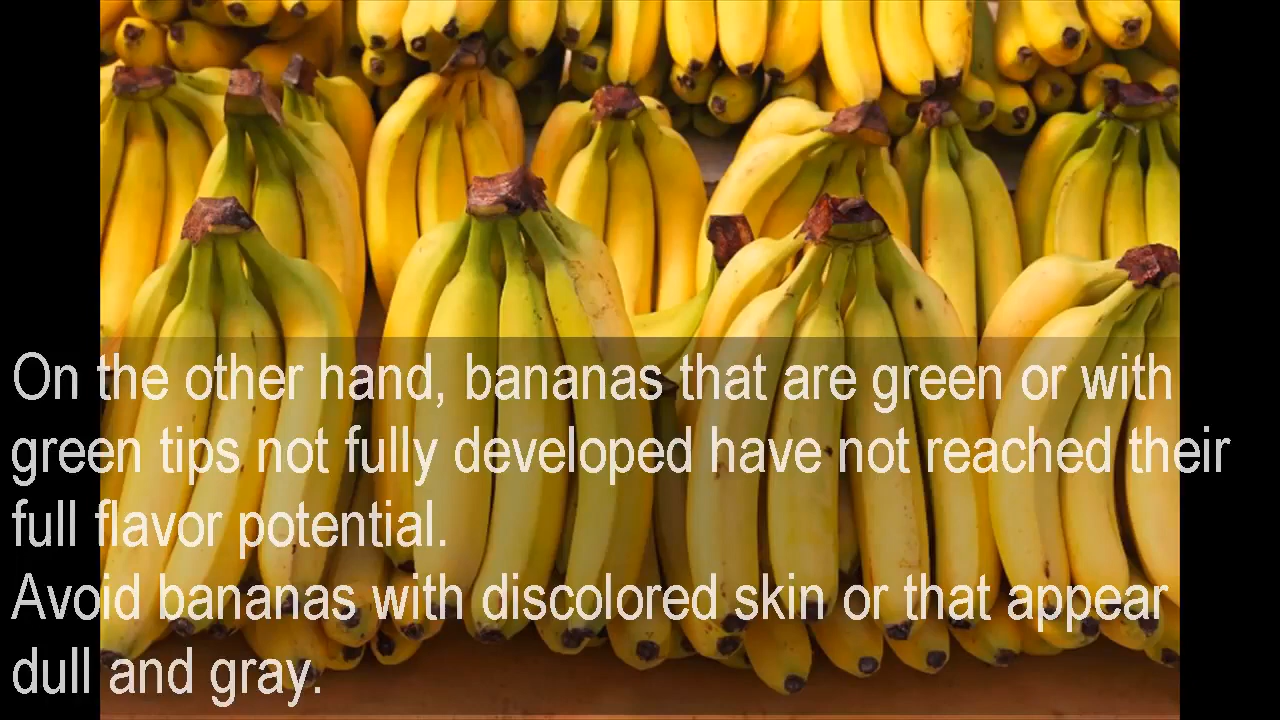 On the other hand, bananas that are green or with
green tips not fully developed have not reached their
full flavor potential.
Avoid bananas with discolored skin or that appear
dull and gray.